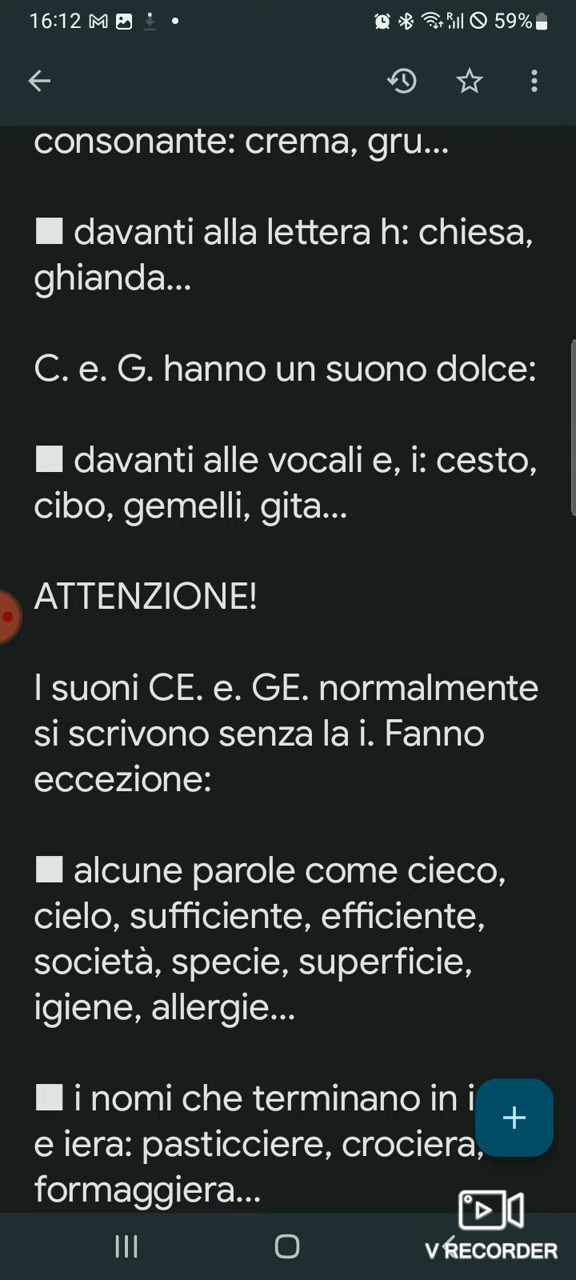 16:12
59%
consonante: crema, gru...
davanti alla lettera h: chiesa,
ghianda...
C. e. G. hanno un suono dolce:
davanti alle vocali e, i: cesto,
cibo, gemelli, gita...
ATTENZIONE!
I suoni CE. e. GE. normalmente
si scrivono senza la i. Fanno
eccezione:
alcune parole come cieco,
cielo, sufficiente, efficiente,
società, specie, superficie,
igiene, allergie...
i nomi che terminano in
e iera: pasticciere, crociera,
formaggiera...
V RECORDER